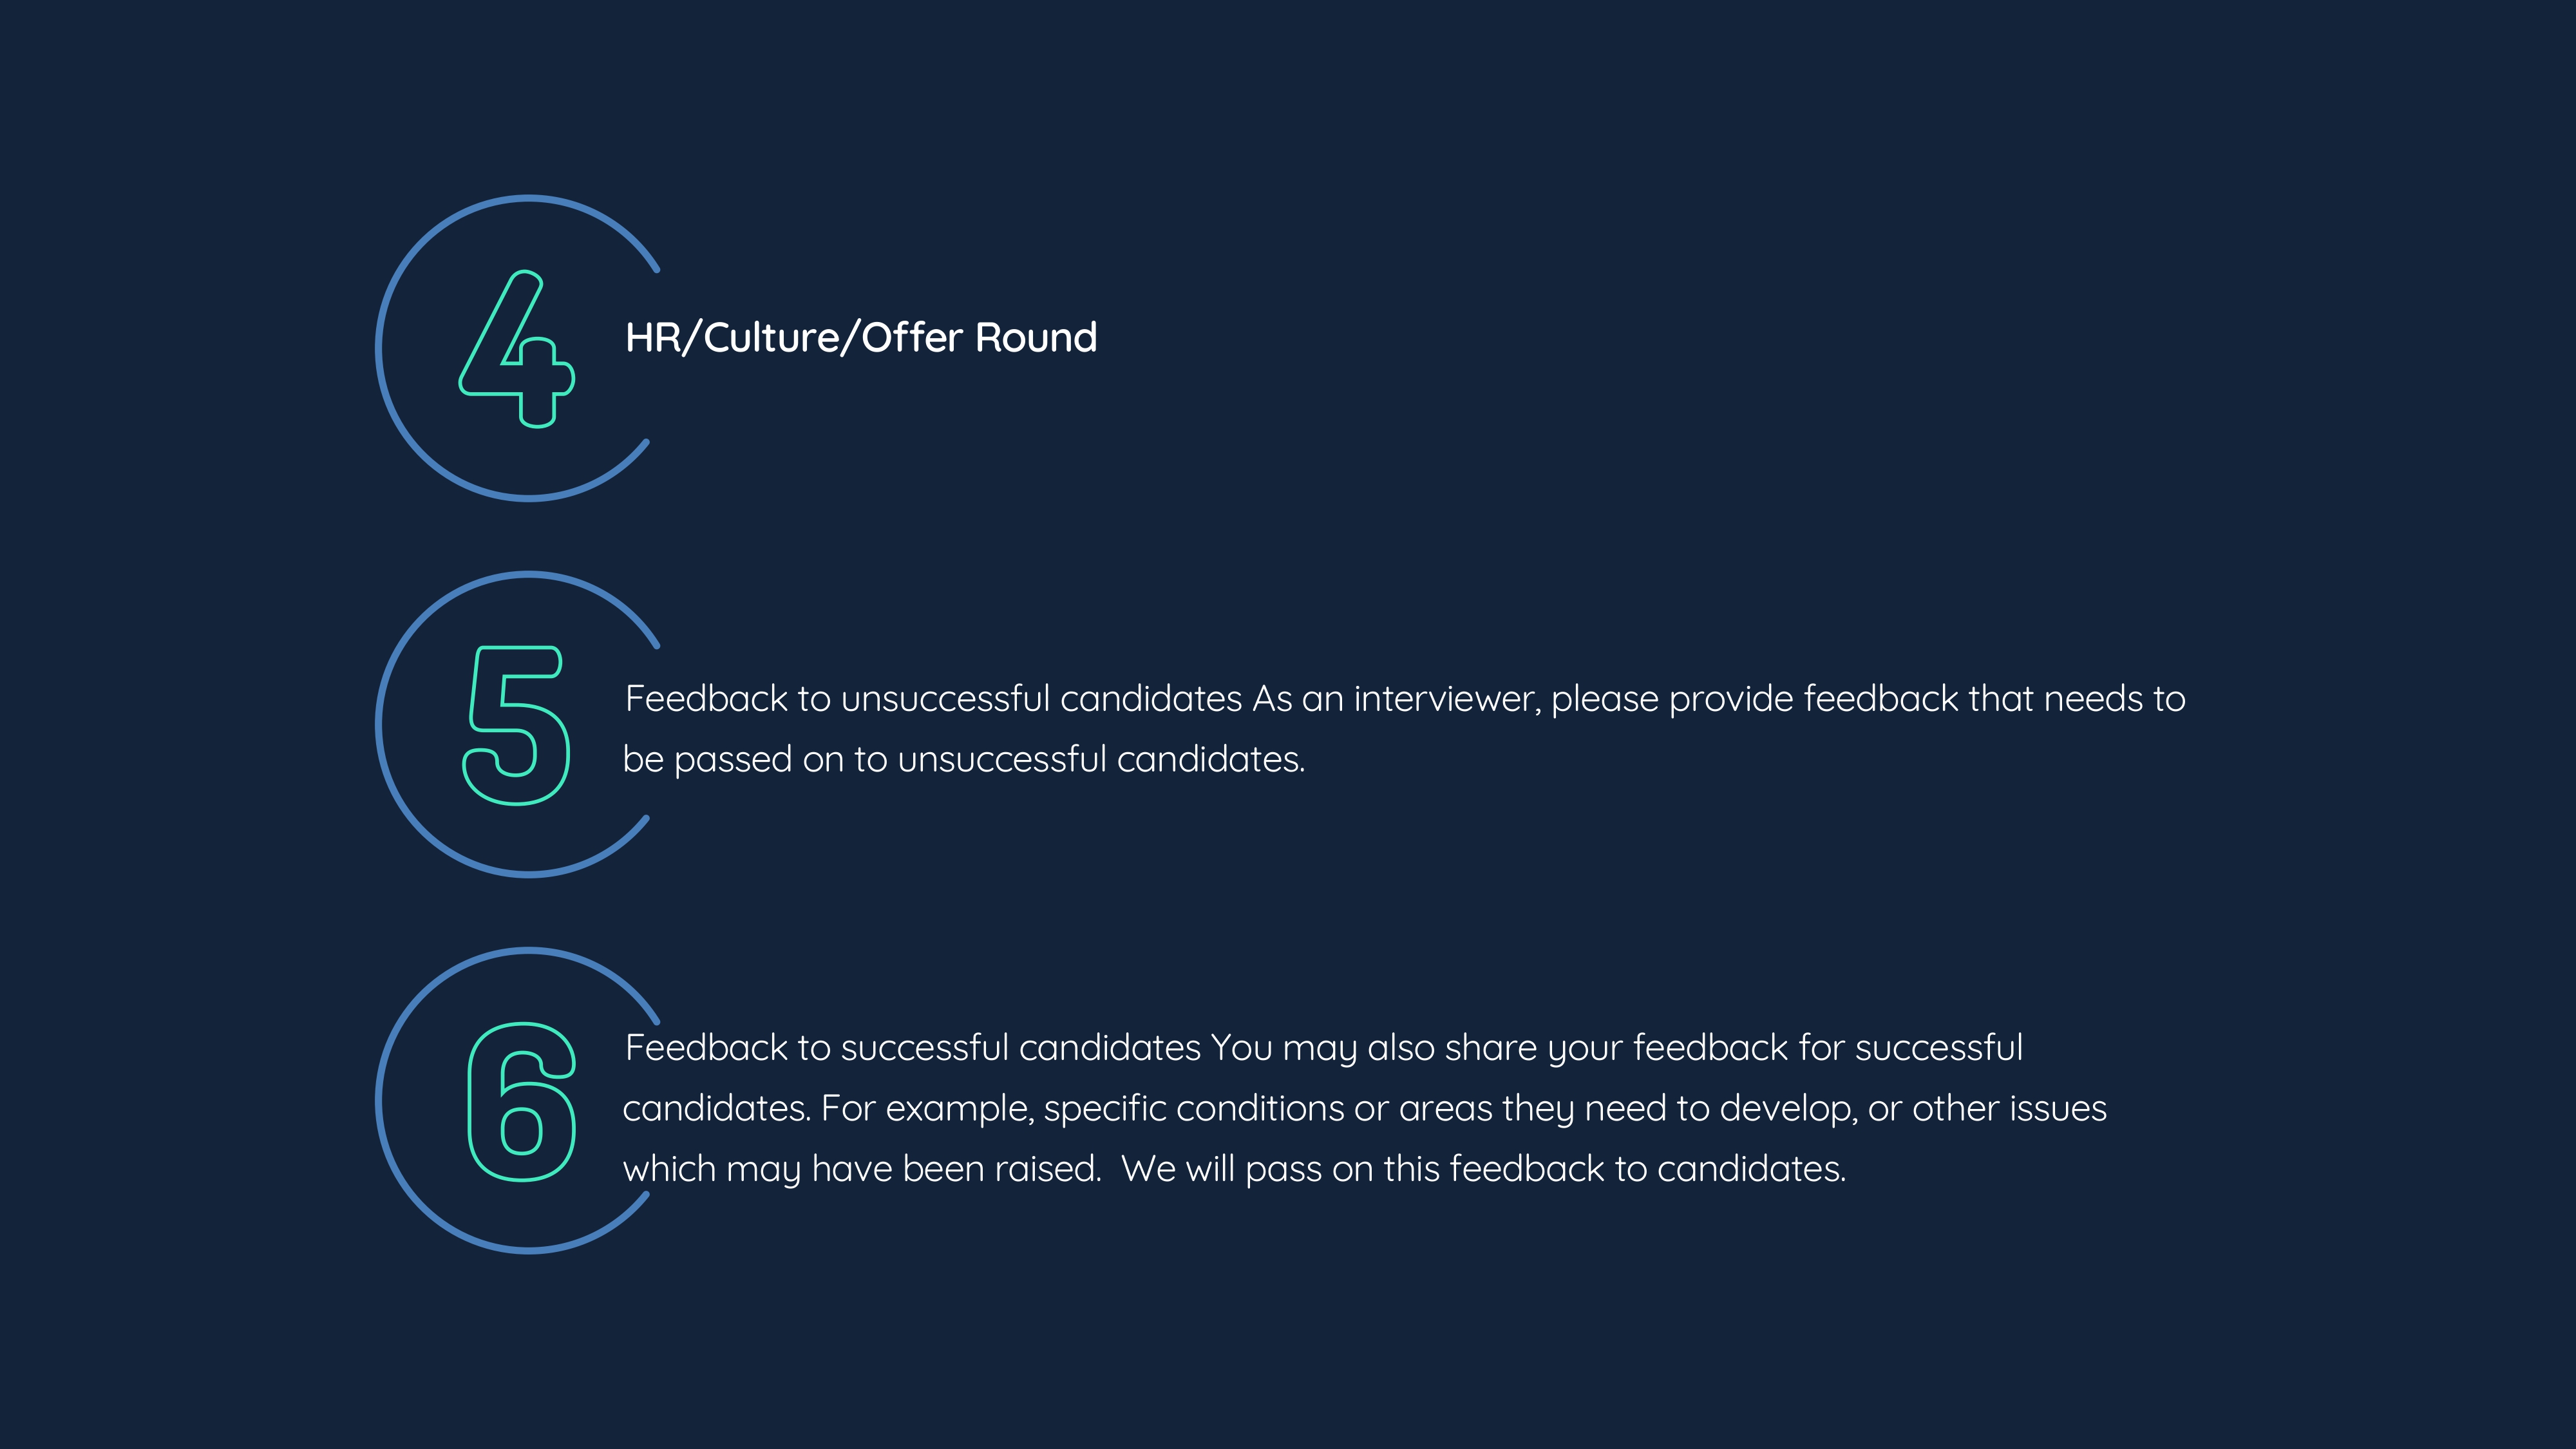 4
HR/Culture/Offer Round
5
Feedback to unsuccessful candidates As an interviewer, please provide feedback that needs to
be passed on to unsuccessful candidates.
6
Feedback to successful candidates You may also share your feedback for successful
candidates. For example, specific conditions or areas they need to develop, or other issues
which may have been raised.  We will pass on this feedback to candidates.